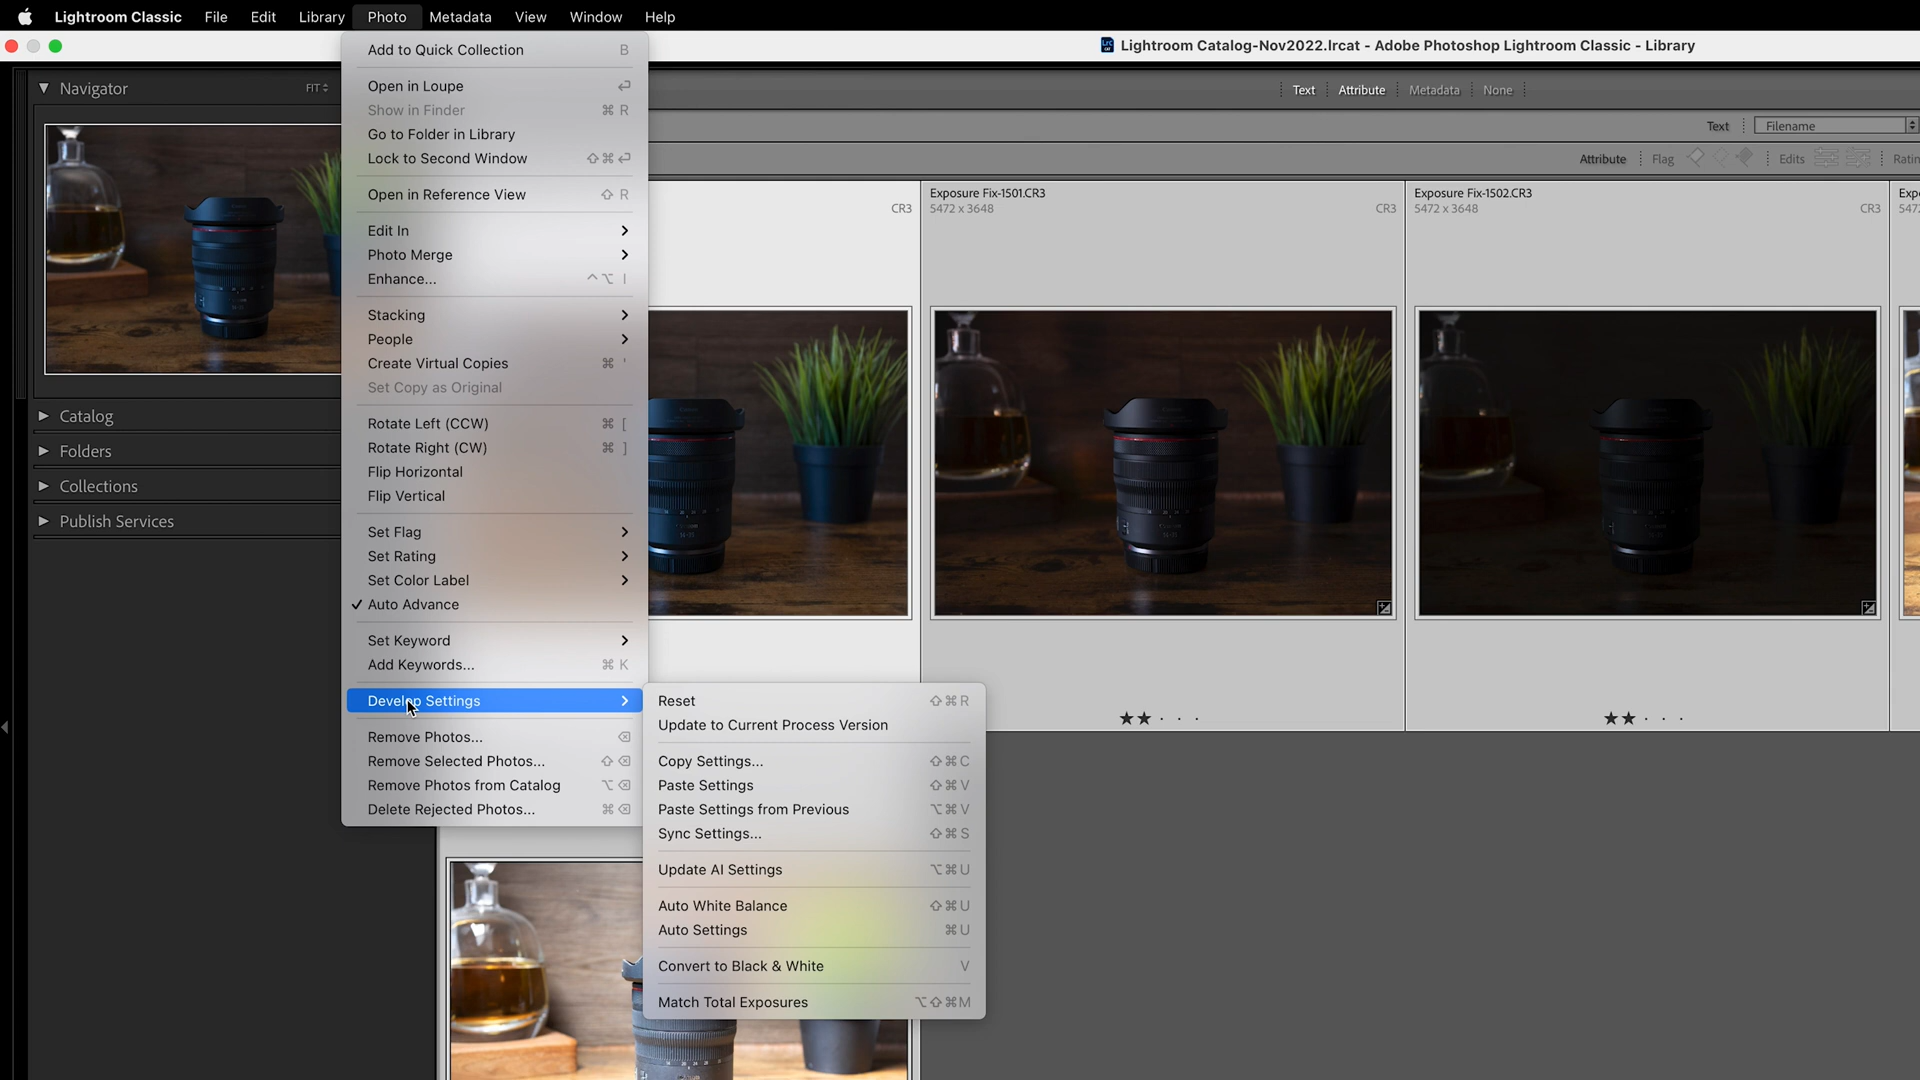 Lightroom Classic File Edit Library Photo Metadata View Window Help
Lightroom Catalog-Nov2022.lrcat - Adobe Photoshop Lightroom Classic - Library
Navigator FIT
Catalog
Folders
Collections
Publish Services
Add to Quick Collection B
Open in Loupe ↩
Show in Finder ⌘ R
Go to Folder in Library
Lock to Second Window ⇧ ⌘ ↩
Open in Reference View ⇧ R
Edit In
Photo Merge
Enhance... ^ ⌥ I
Stacking
People
Create Virtual Copies ⌘ '
Set Copy as Original
Rotate Left (CCW) ⌘ [
Rotate Right (CW) ⌘ ]
Flip Horizontal
Flip Vertical
Set Flag
Set Rating
Set Color Label
✓ Auto Advance
Set Keyword
Add Keywords... ⌘ K
Develop Settings
Remove Photos... ⌫
Remove Selected Photos... ⇧ ⌫
Remove Photos from Catalog ⌥ ⌫
Delete Rejected Photos... ⌘ ⌫
Reset ⇧ ⌘ R
Update to Current Process Version
Copy Settings... ⇧ ⌘ C
Paste Settings ⇧ ⌘ V
Paste Settings from Previous ⌥ ⌘ V
Sync Settings... ⇧ ⌘ S
Update AI Settings ⌥ ⌘ U
Auto White Balance ⇧ ⌘ U
Auto Settings ⌘ U
Convert to Black & White V
Match Total Exposures ⌥ ⇧ ⌘ M
Text Attribute Metadata None
Text Filename
Attribute Flag Edits Ratin
CR3
Exposure Fix-1501.CR3
5472 x 3648 CR3
Exposure Fix-1502.CR3
5472 x 3648 CR3
Exp
547